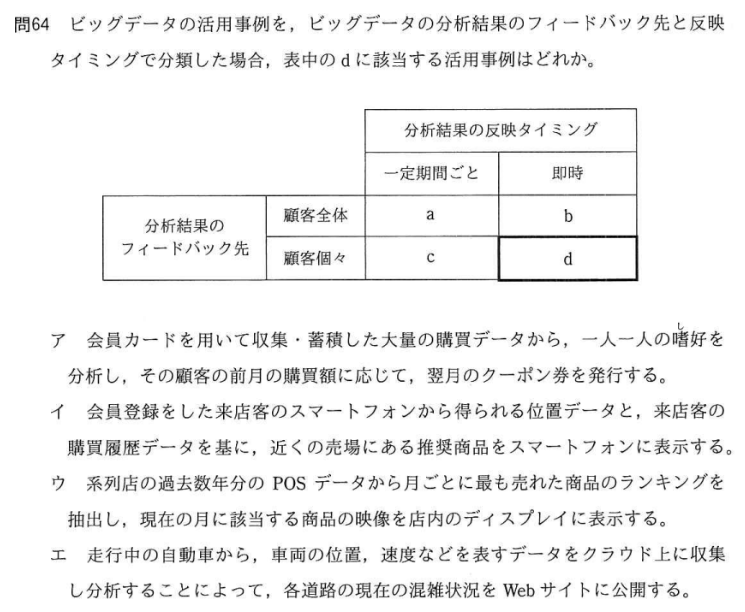 問64 ビッグデータの活用事例を，ビッグデータの分析結果のフィードバック先と反映
タイミングで分類した場合，表中の d に該当する活用事例はどれか。
分析結果の反映タイミング
一定期間ごと 即時
分析結果の
フィードバック先
顧客全体 a b
顧客個々 c d
ア 会員カードを用いて収集・蓄積した大量の購買データから，一人一人の嗜し好を
分析し，その顧客の前月の購買額に応じて，翌月のクーポン券を発行する。
イ 会員登録をした来店客のスマートフォンから得られる位置データと，来店客の
購買履歴データを基に，近くの売場にある推奨商品をスマートフォンに表示する。
ウ 系列店の過去数年分の POS データから月ごとに最も売れた商品のランキングを
抽出し，現在の月に該当する商品の映像を店内のディスプレイに表示する。
エ 走行中の自動車から，車両の位置，速度などを表すデータをクラウド上に収集
し分析することによって，各道路の現在の混雑状況を Web サイトに公開する。